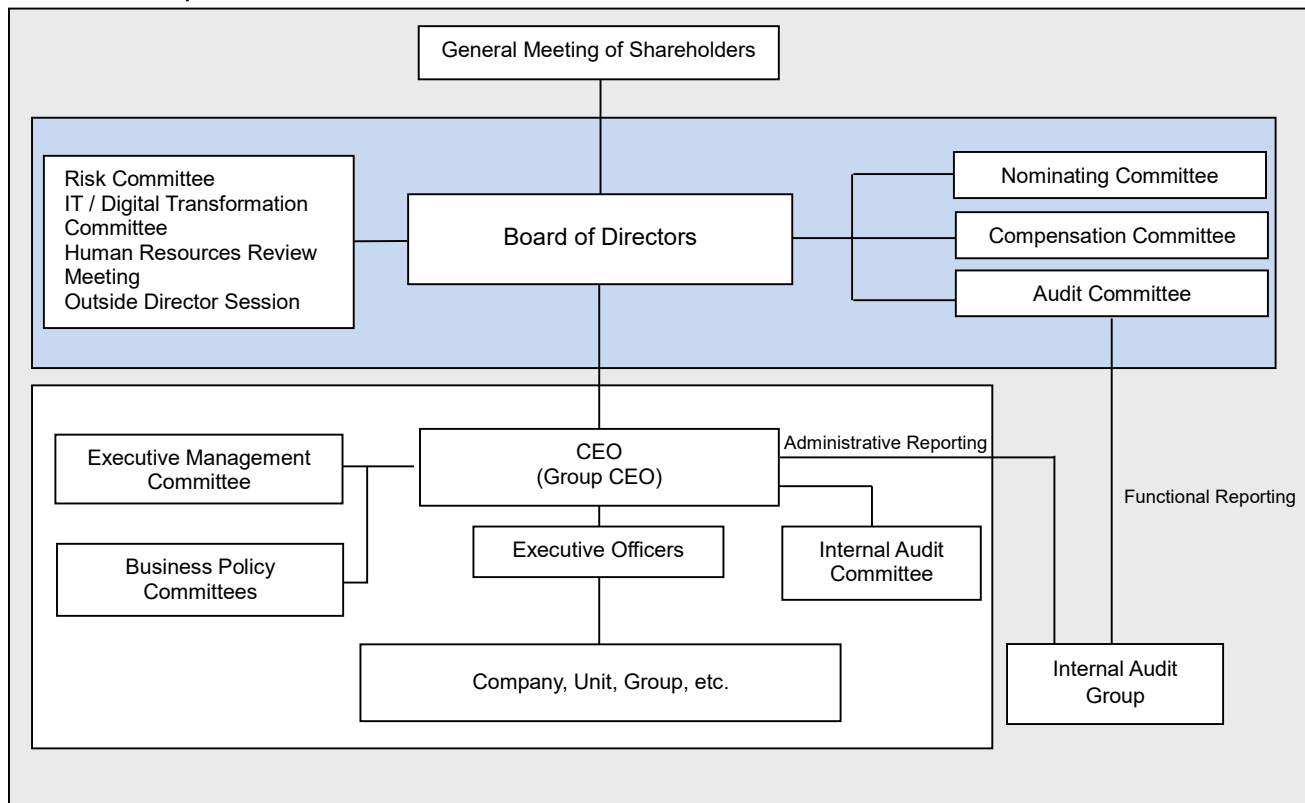 General Meeting of Shareholders
Risk Committee
IT / Digital Transformation
Committee
Human Resources Review
Meeting
Outside Director Session
Board of Directors
Nominating Committee
Compensation Committee
Audit Committee
Executive Management
Committee
Business Policy
Committees
CEO
(Group CEO)
Administrative Reporting
Functional Reporting
Executive Officers
Internal Audit
Committee
Company, Unit, Group, etc.
Internal Audit
Group